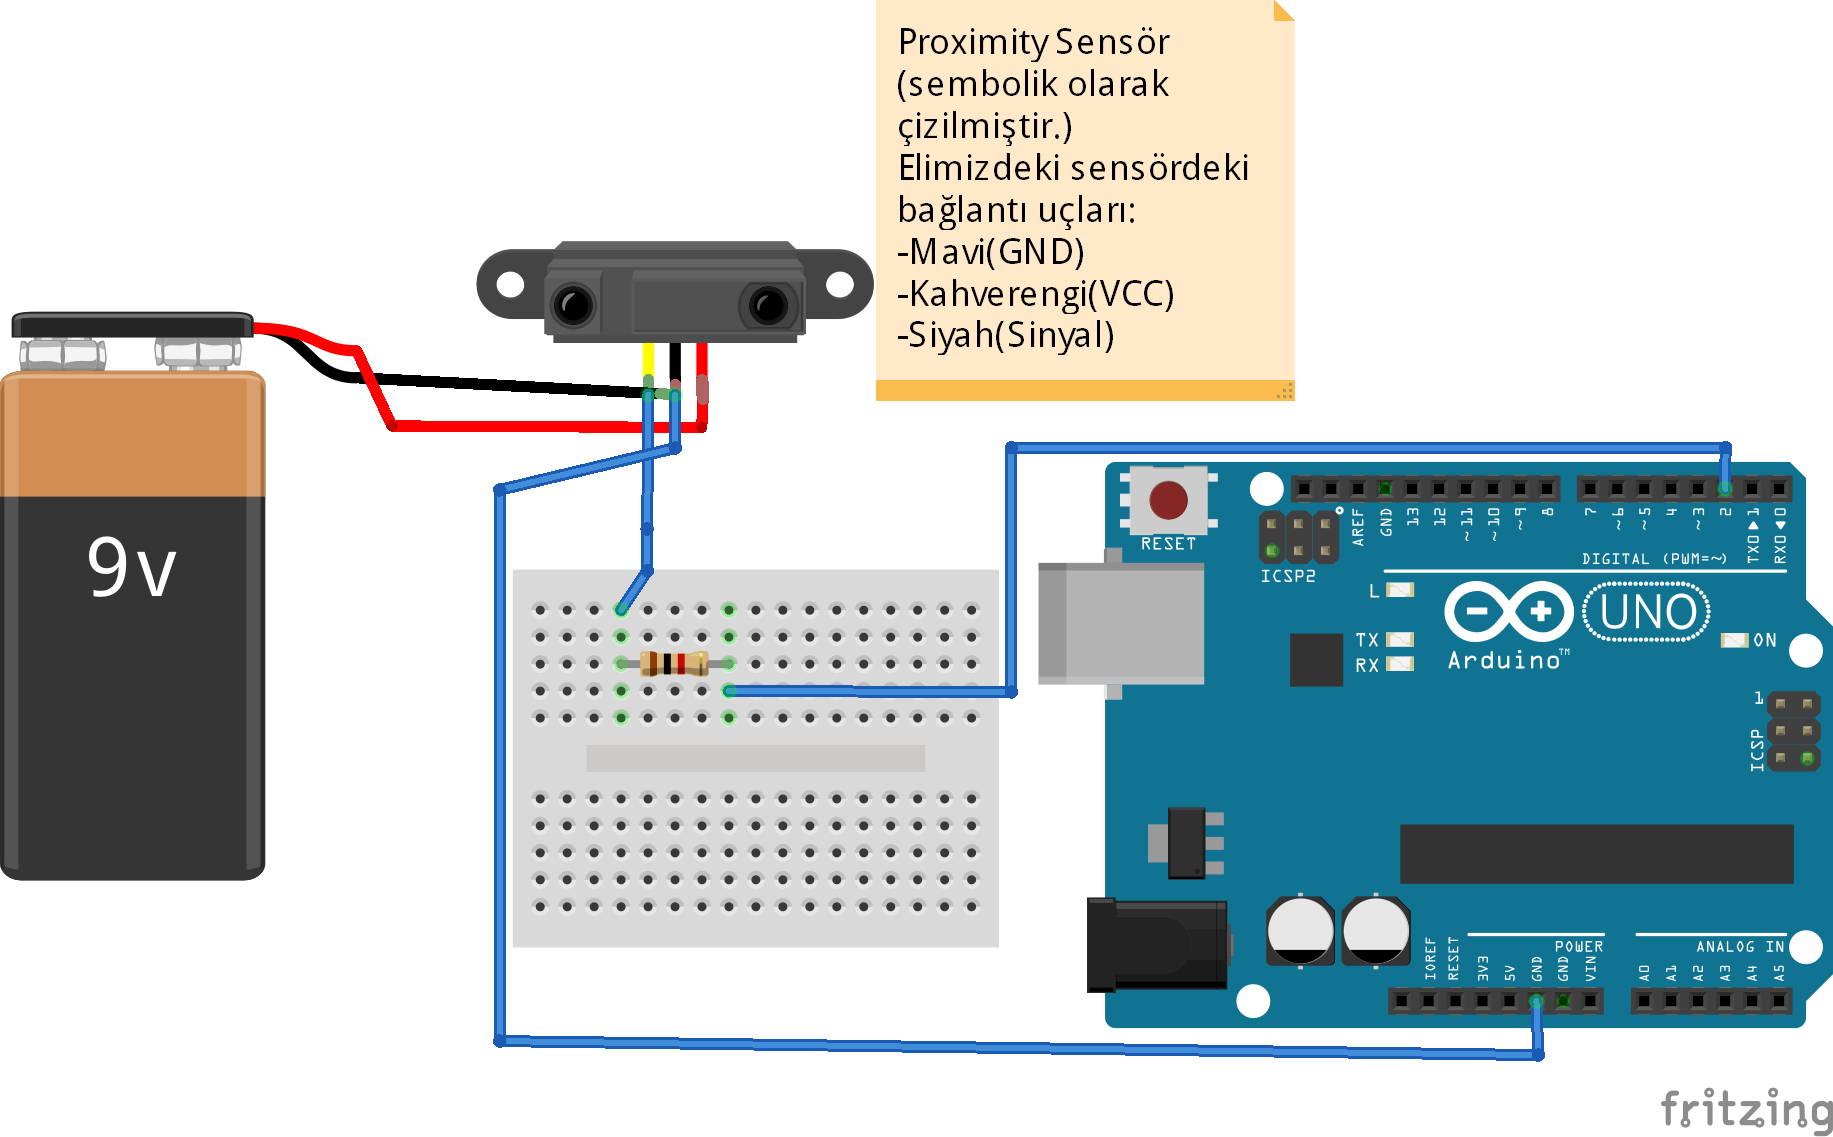 Proximity Sensör
(sembolik olarak
çizilmiştir.)
Elimizdeki sensördeki
bağlantı uçları:
-Mavi(GND)
-Kahverengi(VCC)
-Siyah(Sinyal)
9v
RESET
ICSP2
AREF
GND
13
12
~11
~10
~9
8
7
~6
~5
4
~3
2
TX0▶1
RX0◀0
DIGITAL (PWM=~)
L
TX
RX
UNO
Arduino™
ON
1
ICSP
IOREF
RESET
3V3
5V
GND
GND
VIN
POWER
ANALOG IN
A0
A1
A2
A3
A4
A5
fritzing